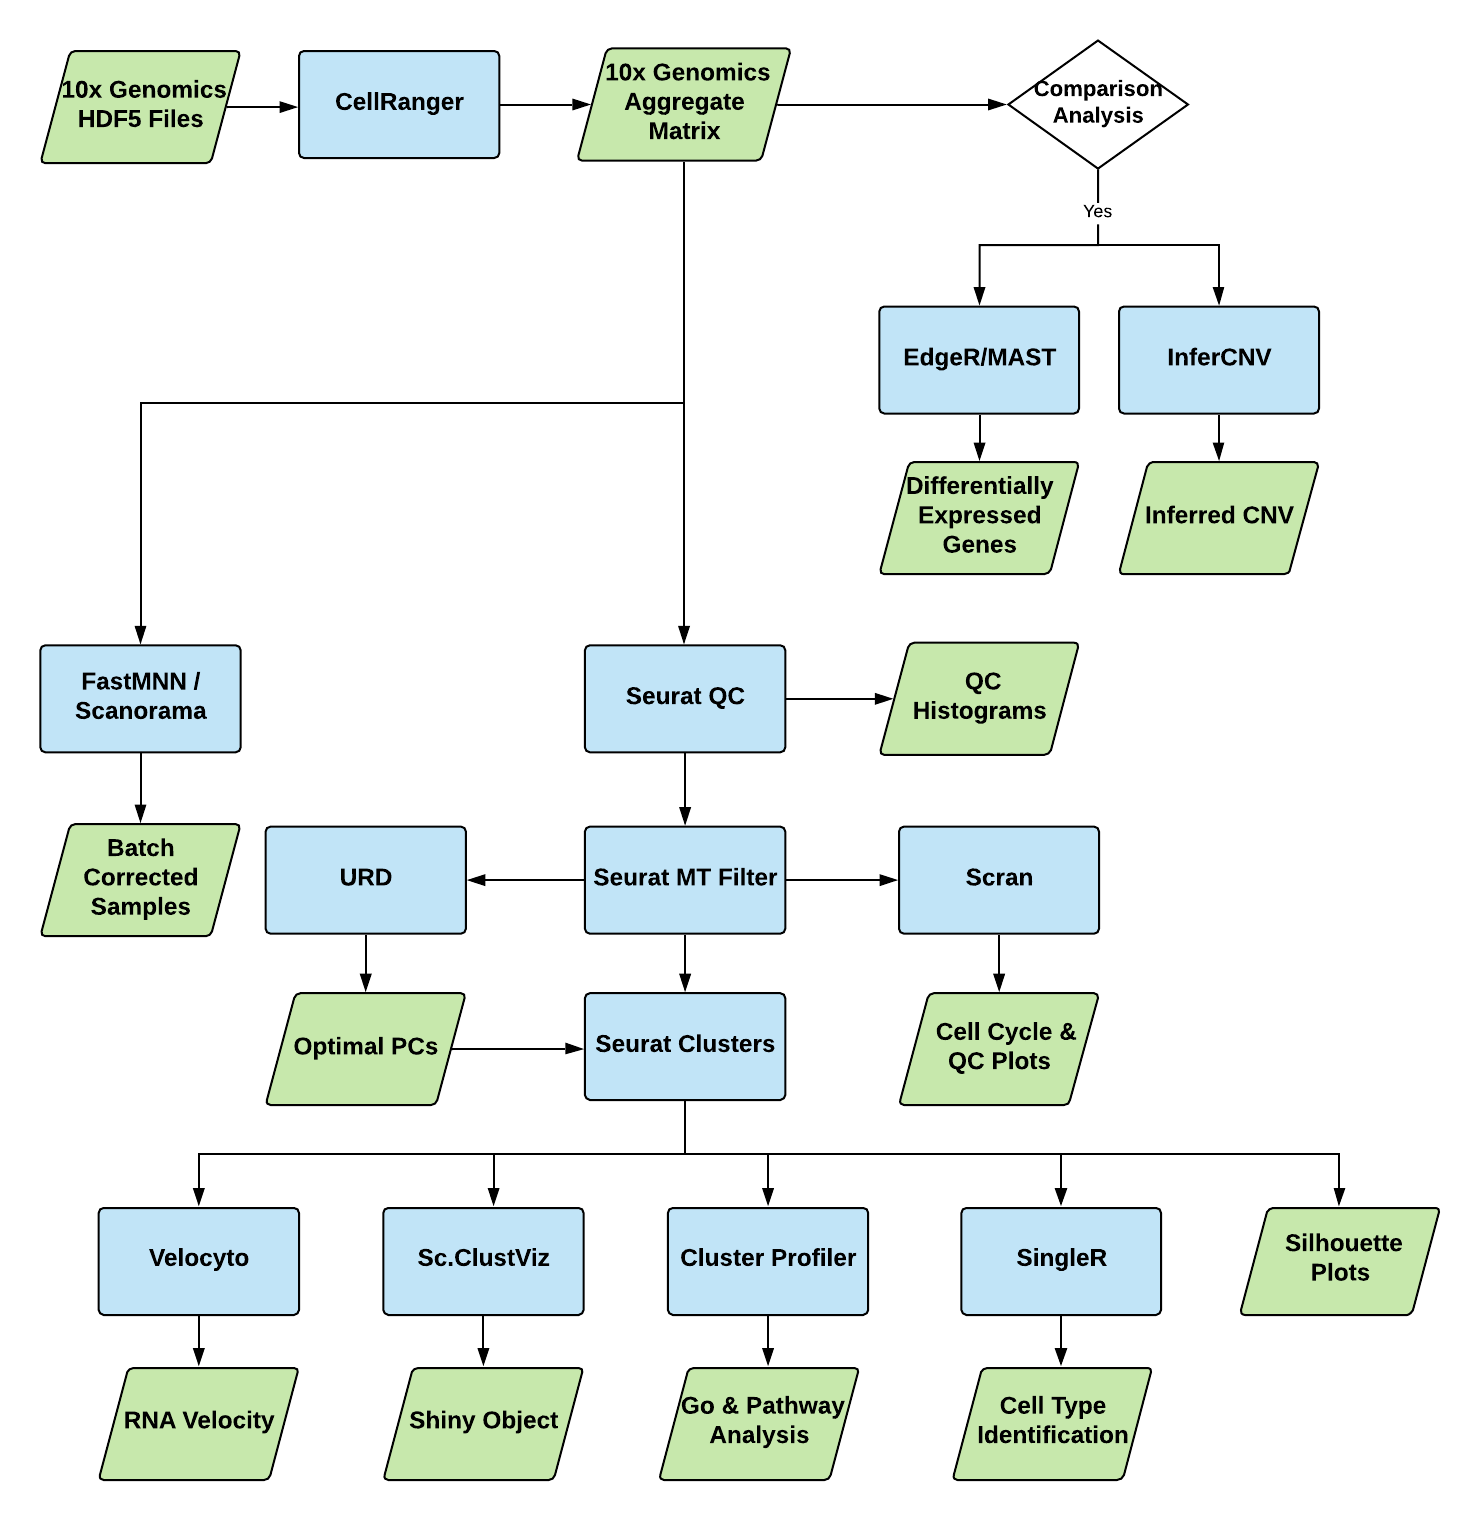 10x Genomics
HDF5 Files
CellRanger
10x Genomics
Aggregate
Matrix
Comparison
Analysis
Yes
EdgeR/MAST
InferCNV
Differentially
Expressed
Genes
Inferred CNV
FastMNN /
Scanorama
Seurat QC
QC
Histograms
Batch
Corrected
Samples
URD
Seurat MT Filter
Scran
Optimal PCs
Seurat Clusters
Cell Cycle &
QC Plots
Velocyto
Sc.ClustViz
Cluster Profiler
SingleR
Silhouette
Plots
RNA Velocity
Shiny Object
Go & Pathway
Analysis
Cell Type
Identification